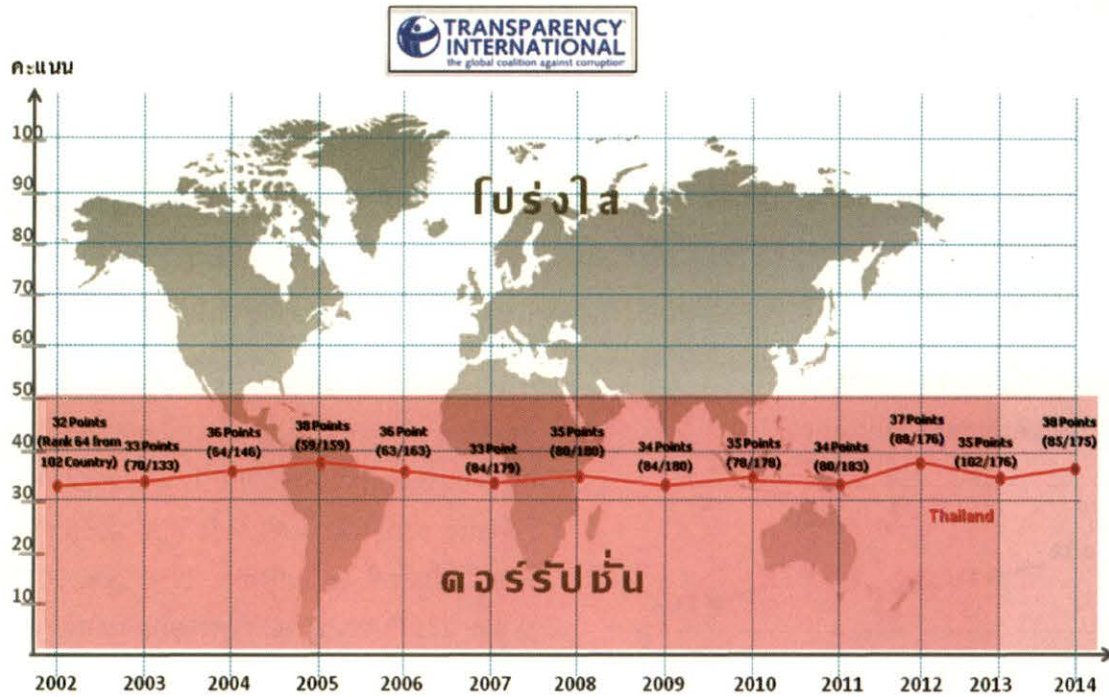 TRANSPARENCY
INTERNATIONAL
the global coalition against corruption
คะแนน
100
90
80
70
60
50
40
30
20
10
โปร่งใส
32 Points
(Rank 64 from
102 Country)
33 Points
(70/133)
36 Points
(64/146)
38 Points
(59/159)
36 Point
(63/163)
33 Point
(84/179)
35 Points
(80/180)
34 Points
(84/180)
35 Points
(78/178)
34 Points
(80/183)
37 Points
(88/176)
35 Points
(102/176)
38 Points
(85/175)
Thailand
คอร์รัปชั่น
2002 2003 2004 2005 2006 2007 2008 2009 2010 2011 2012 2013 2014